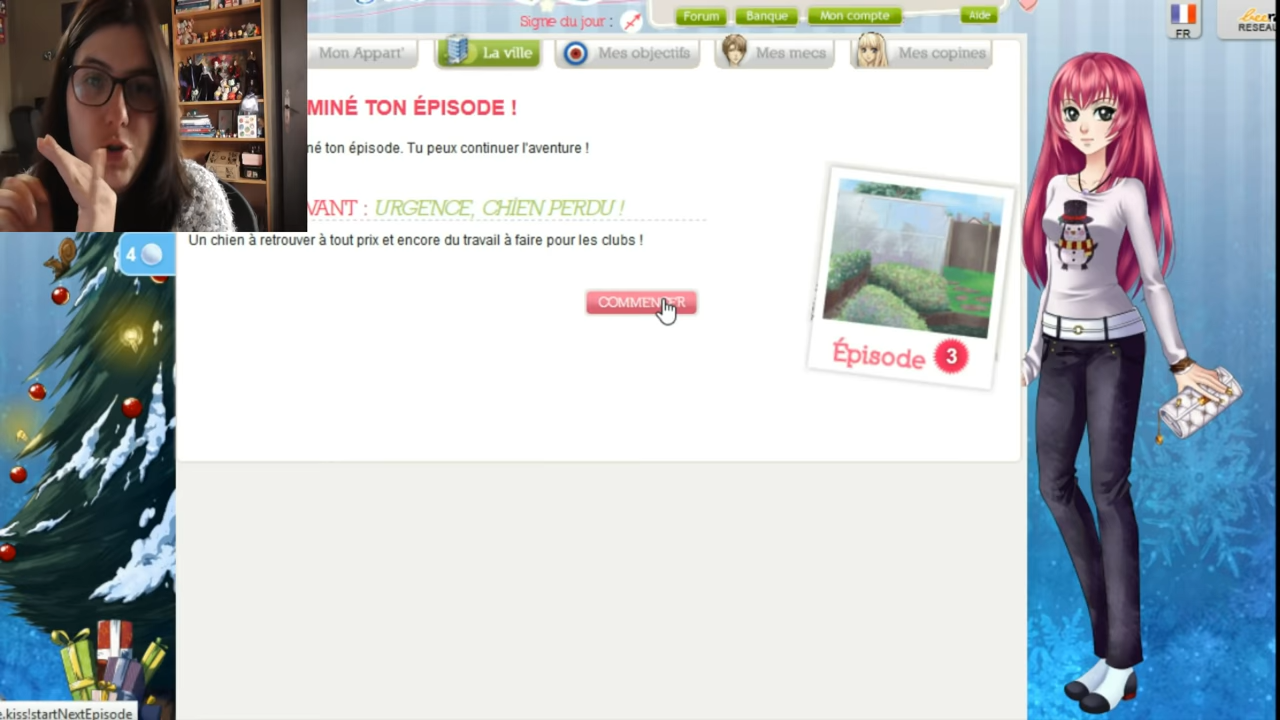 Signe du jour :
Forum
Banque
Mon compte
Aide
FR
RESEAU
Mon Appart'
La ville
Mes objectifs
Mes mecs
Mes copines
MINÉ TON ÉPISODE !
né ton épisode. Tu peux continuer l'aventure !
VANT : URGENCE, CHIEN PERDU !
Un chien à retrouver à tout prix et encore du travail à faire pour les clubs !
4
COMMENCER
Épisode 3
e.kiss!startNextEpisode